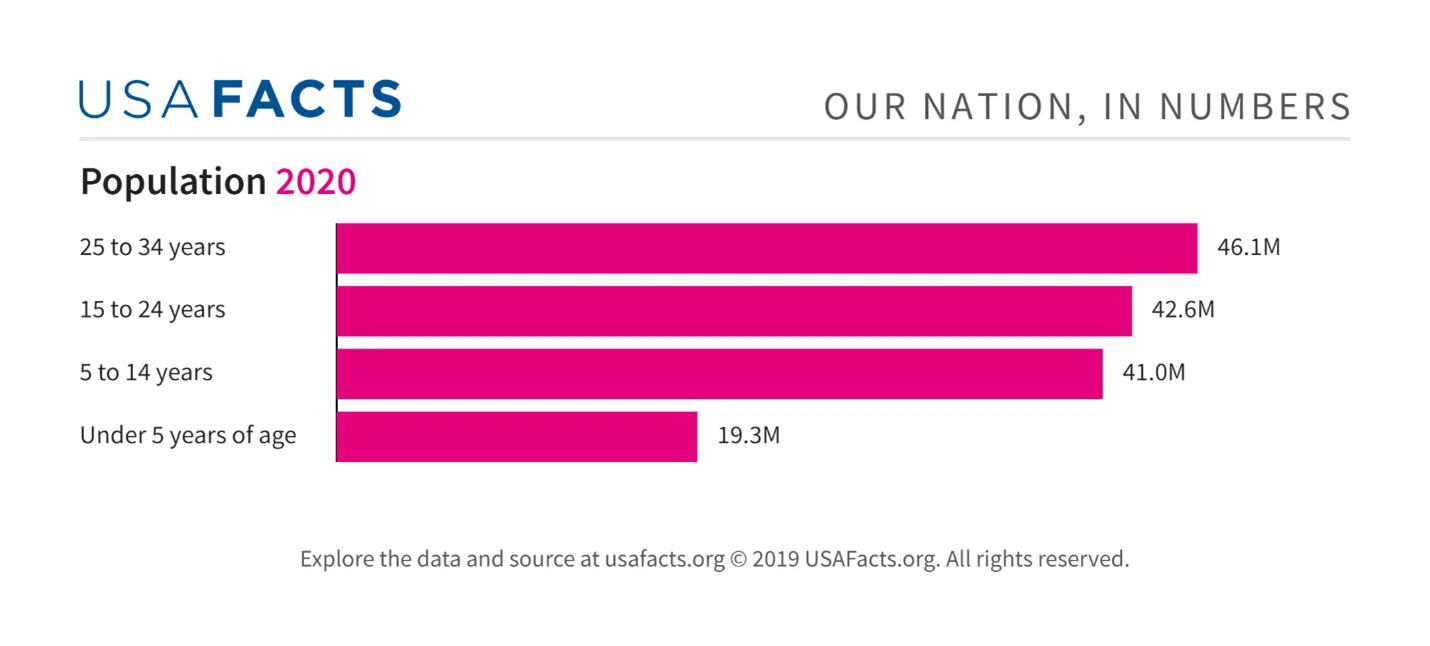 USAFACTS
OUR NATION, IN NUMBERS
Population 2020
25 to 34 years 46.1M
15 to 24 years 42.6M
5 to 14 years 41.0M
Under 5 years of age 19.3M
Explore the data and source at usafacts.org © 2019 USAFacts.org. All rights reserved.